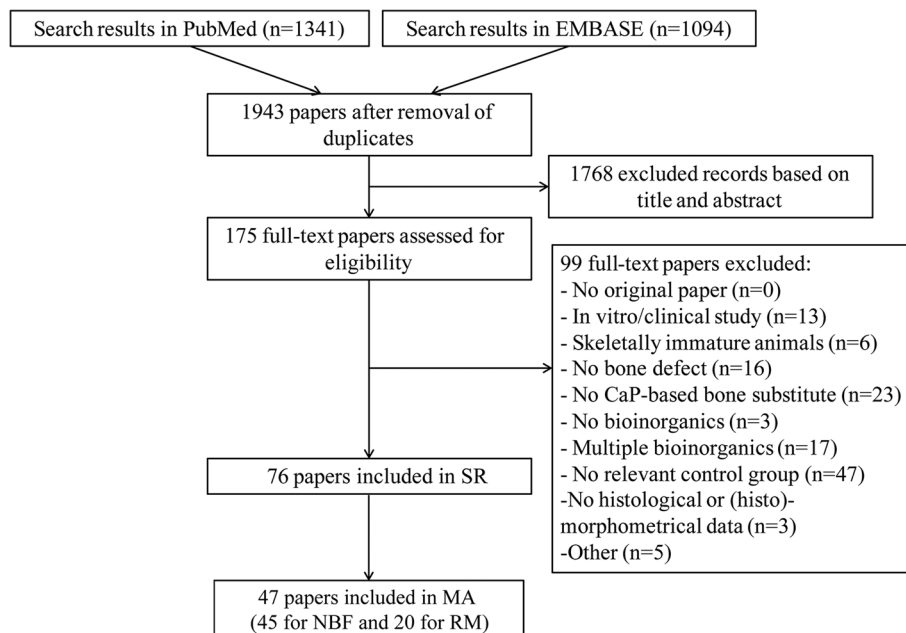 Search results in PubMed (n=1341)
Search results in EMBASE (n=1094)
1943 papers after removal of
duplicates
1768 excluded records based on
title and abstract
175 full-text papers assessed for
eligibility
99 full-text papers excluded:
- No original paper (n=0)
- In vitro/clinical study (n=13)
- Skeletally immature animals (n=6)
- No bone defect (n=16)
- No CaP-based bone substitute (n=23)
- No bioinorganics (n=3)
- Multiple bioinorganics (n=17)
- No relevant control group (n=47)
-No histological or (histo)-
morphometrical data (n=3)
-Other (n=5)
76 papers included in SR
47 papers included in MA
(45 for NBF and 20 for RM)